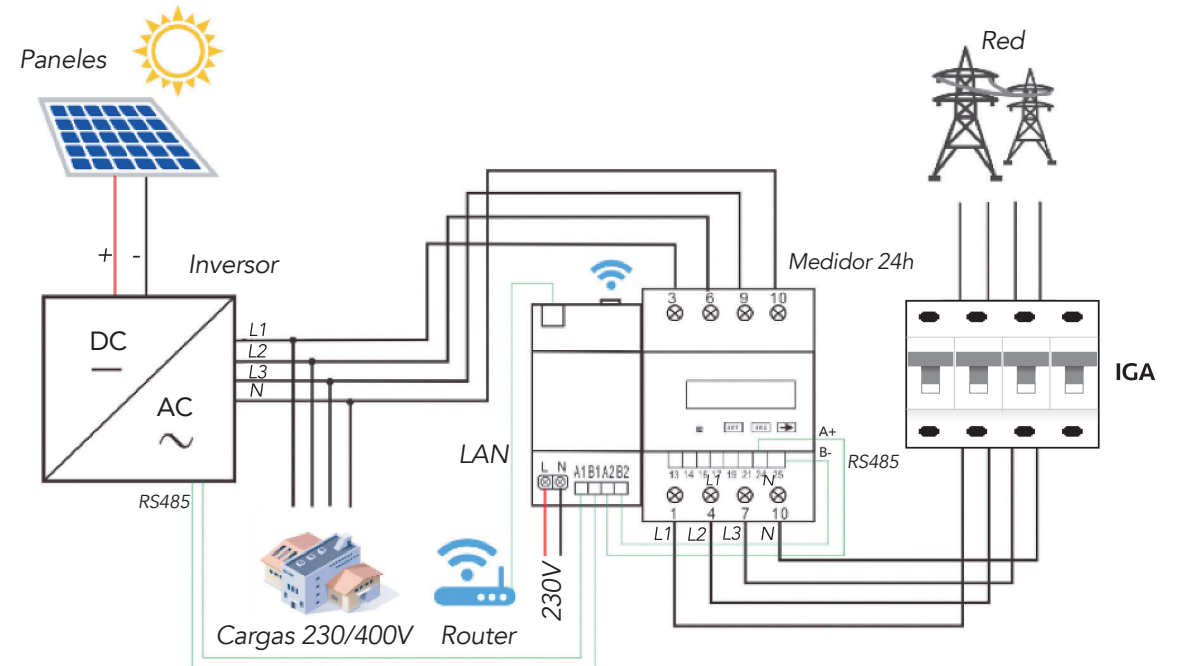 Paneles
Red
+ -
Inversor
Medidor 24h
3 6 9 10
DC
AC
L1
L2
L3
N
IGA
LAN
A+
B-
RS485
L N A1 B1 A2 B2
13 14 16 17 19 21 24 25
L1 N
1 4 7 10
L1 L2 L3 N
RS485
230V
Cargas 230/400V
Router